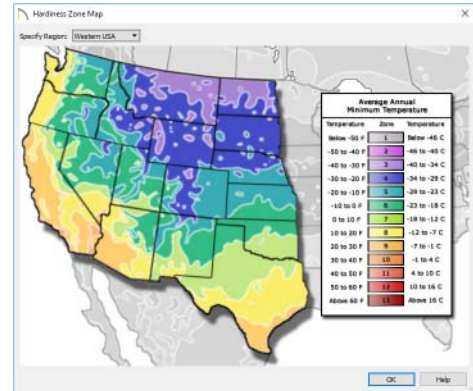 Hardiness Zone Map
Specify Region: Western USA
Average Annual
Minimum Temperature
Temperature Zone Temperature
Below -50 F 1 Below -46 C
-50 to -40 F 2 -46 to -40 C
-40 to -30 F 3 -40 to -34 C
-30 to -20 F 4 -34 to -29 C
-20 to -10 F 5 -29 to -23 C
-10 to 0 F 6 -23 to -18 C
0 to 10 F 7 -18 to -12 C
10 to 20 F 8 -12 to -7 C
20 to 30 F 9 -7 to -1 C
30 to 40 F 10 -1 to 4 C
40 to 50 F 11 4 to 10 C
50 to 60 F 12 10 to 16 C
Above 60 F 13 Above 16 C
OK Help